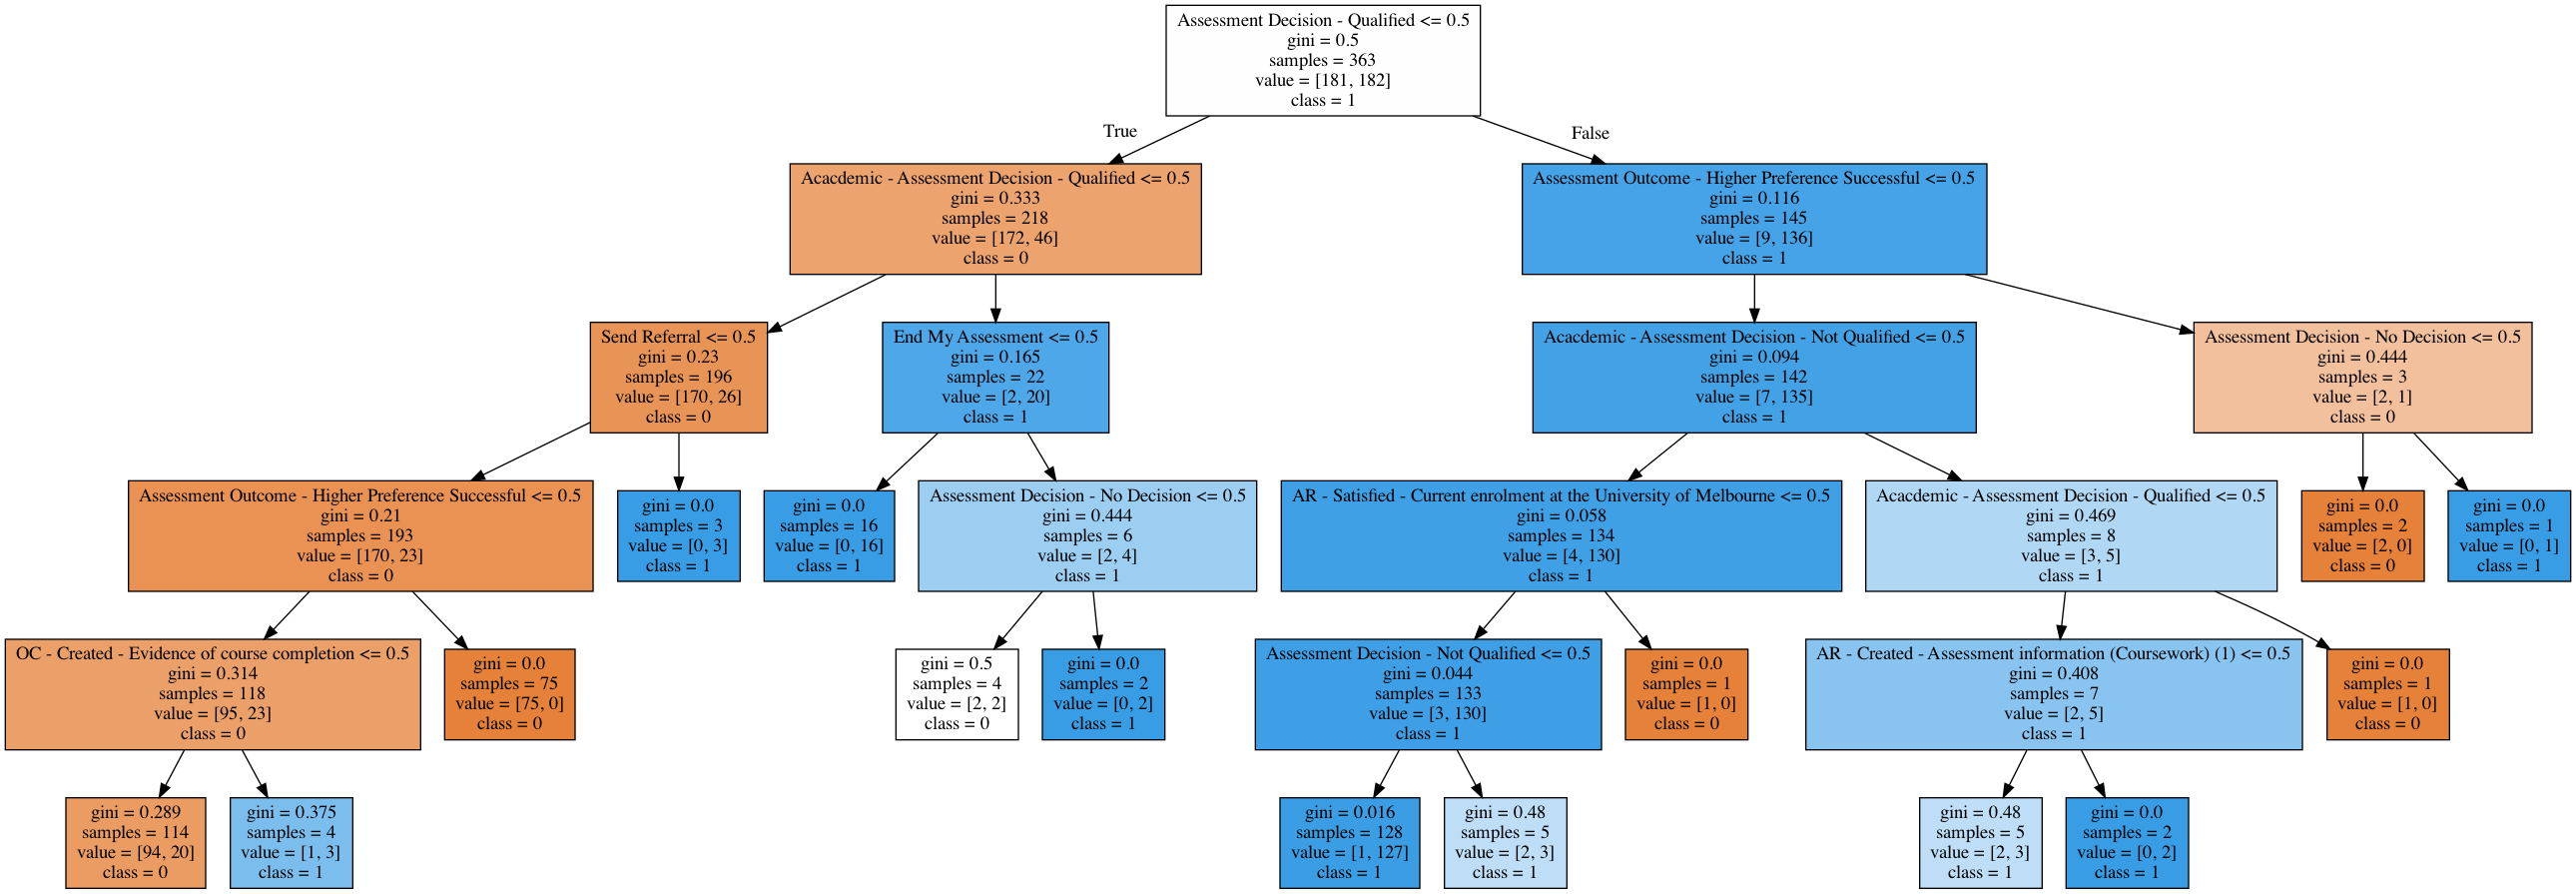 Assessment Decision - Qualified <= 0.5
gini = 0.5
samples = 363
value = [181, 182]
class = 1
True
False
Acacdemic - Assessment Decision - Qualified <= 0.5
gini = 0.333
samples = 218
value = [172, 46]
class = 0
Assessment Outcome - Higher Preference Successful <= 0.5
gini = 0.116
samples = 145
value = [9, 136]
class = 1
Send Referral <= 0.5
gini = 0.23
samples = 196
value = [170, 26]
class = 0
End My Assessment <= 0.5
gini = 0.165
samples = 22
value = [2, 20]
class = 1
Acacdemic - Assessment Decision - Not Qualified <= 0.5
gini = 0.094
samples = 142
value = [7, 135]
class = 1
Assessment Decision - No Decision <= 0.5
gini = 0.444
samples = 3
value = [2, 1]
class = 0
Assessment Outcome - Higher Preference Successful <= 0.5
gini = 0.21
samples = 193
value = [170, 23]
class = 0
gini = 0.0
samples = 3
value = [0, 3]
class = 1
gini = 0.0
samples = 16
value = [0, 16]
class = 1
Assessment Decision - No Decision <= 0.5
gini = 0.444
samples = 6
value = [2, 4]
class = 1
AR - Satisfied - Current enrolment at the University of Melbourne <= 0.5
gini = 0.058
samples = 134
value = [4, 130]
class = 1
Acacdemic - Assessment Decision - Qualified <= 0.5
gini = 0.469
samples = 8
value = [3, 5]
class = 1
gini = 0.0
samples = 2
value = [2, 0]
class = 0
gini = 0.0
samples = 1
value = [0, 1]
class = 1
OC - Created - Evidence of course completion <= 0.5
gini = 0.314
samples = 118
value = [95, 23]
class = 0
gini = 0.0
samples = 75
value = [75, 0]
class = 0
gini = 0.5
samples = 4
value = [2, 2]
class = 0
gini = 0.0
samples = 2
value = [0, 2]
class = 1
Assessment Decision - Not Qualified <= 0.5
gini = 0.044
samples = 133
value = [3, 130]
class = 1
gini = 0.0
samples = 1
value = [1, 0]
class = 0
AR - Created - Assessment information (Coursework) (1) <= 0.5
gini = 0.408
samples = 7
value = [2, 5]
class = 1
gini = 0.0
samples = 1
value = [1, 0]
class = 0
gini = 0.289
samples = 114
value = [94, 20]
class = 0
gini = 0.375
samples = 4
value = [1, 3]
class = 1
gini = 0.016
samples = 128
value = [1, 127]
class = 1
gini = 0.48
samples = 5
value = [2, 3]
class = 1
gini = 0.48
samples = 5
value = [2, 3]
class = 1
gini = 0.0
samples = 2
value = [0, 2]
class = 1